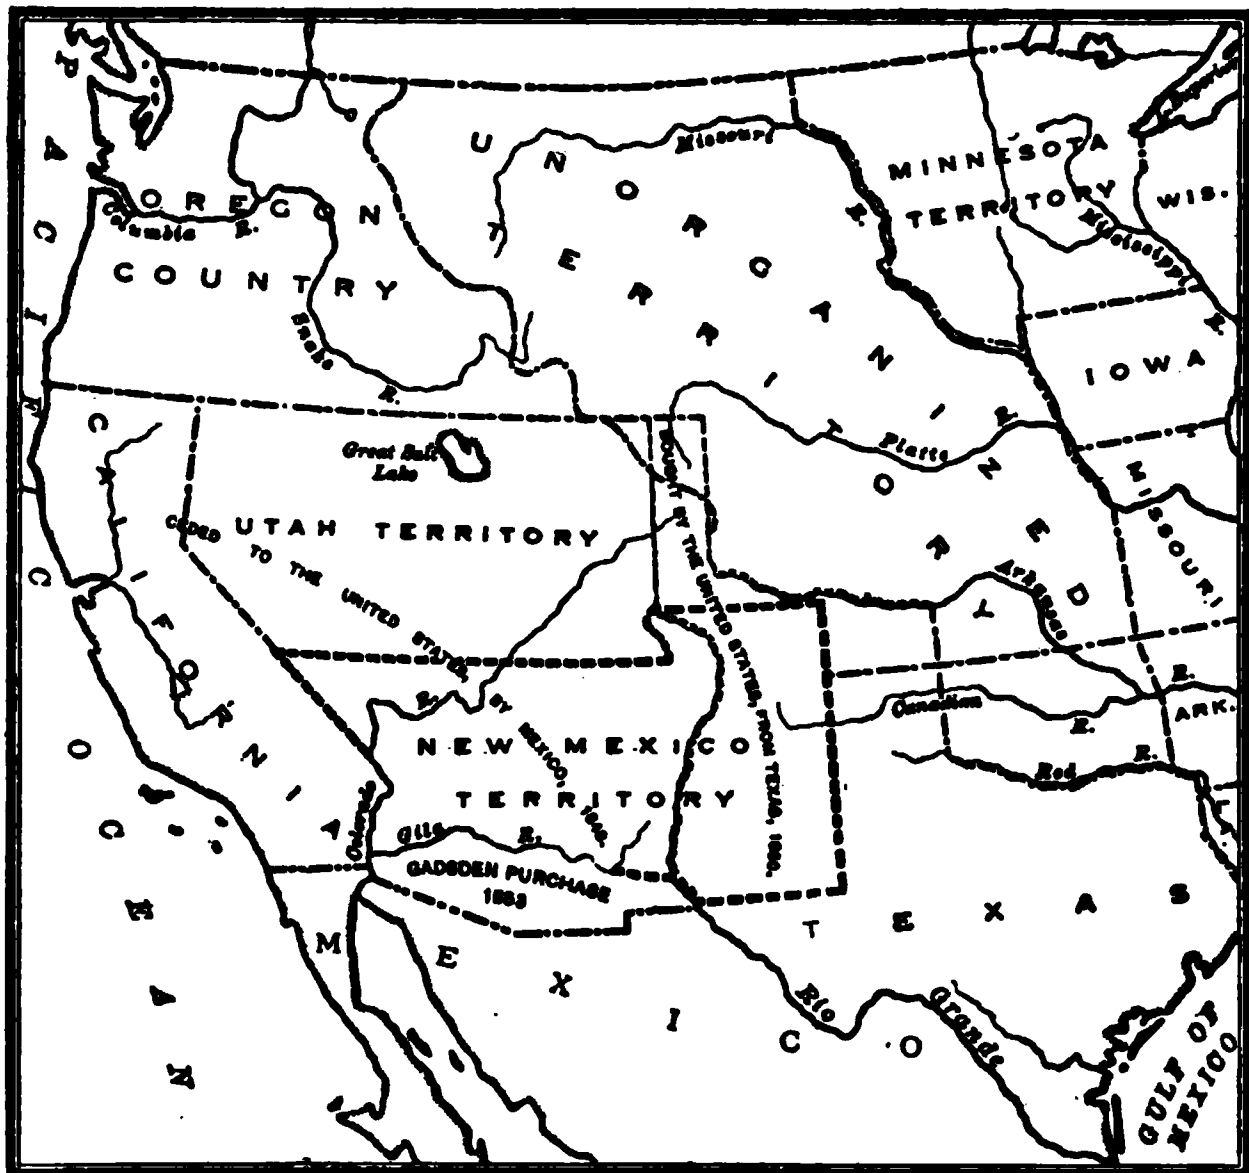 PACIFIC OCEAN
OREGON
COUNTRY
Columbia R.
Snake R.
UNORGANIZED
TERRITORY
Missouri R.
MINNESOTA
TERRITORY
WIS.
Superior
Mississippi R.
IOWA
MISSOURI
Platte R.
Arkansas R.
Canadian R.
ARK.
Red R.
LA.
CALIFORNIA
Great Salt
Lake
UTAH TERRITORY
CEDED TO THE UNITED STATES, BY MEXICO,
BOUGHT BY THE UNITED STATES, FROM TEXAS, 1850.
NEW MEXICO
TERRITORY
Colorado R.
Gila R.
GADSDEN PURCHASE
1853
TEXAS
MEXICO
Rio Grande
GULF OF
MEXICO